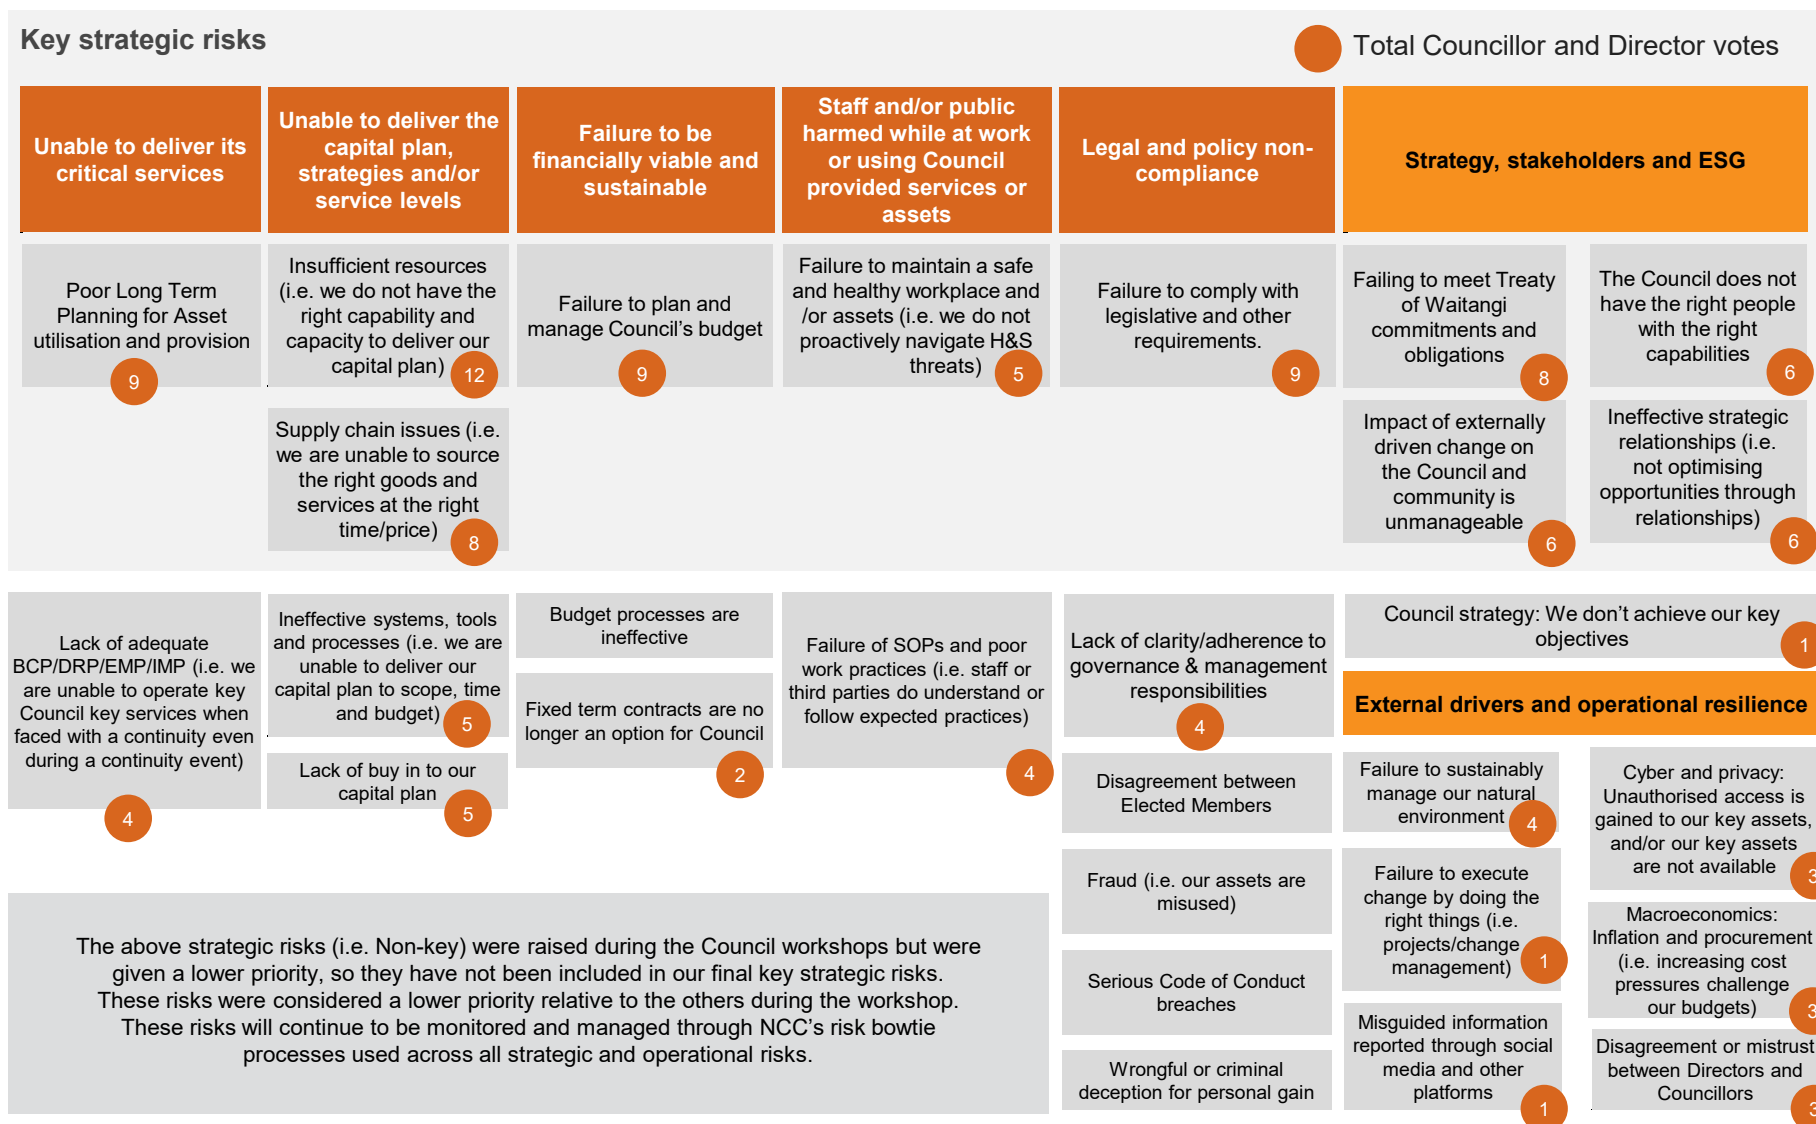 Key strategic risks
Total Councillor and Director votes
Unable to deliver its
critical services
Unable to deliver the
capital plan,
strategies and/or
service levels
Failure to be
financially viable and
sustainable
Staff and/or public
harmed while at work
or using Council
provided services or
assets
Legal and policy non-
compliance
Strategy, stakeholders and ESG
Poor Long Term
Planning for Asset
utilisation and provision
9
Insufficient resources
(i.e. we do not have the
right capability and
capacity to deliver our
capital plan)
12
Failure to plan and
manage Council's budget
9
Failure to maintain a safe
and healthy workplace and
/or assets (i.e. we do not
proactively navigate H&S
threats)
5
Failure to comply with
legislative and other
requirements.
9
Failing to meet Treaty
of Waitangi
commitments and
obligations
8
The Council does not
have the right people
with the right
capabilities
6
Supply chain issues (i.e.
we are unable to source
the right goods and
services at the right
time/price)
8
Impact of externally
driven change on
the Council and
community is
unmanageable
6
Ineffective strategic
relationships (i.e.
not optimising
opportunities through
relationships)
6
Lack of adequate
BCP/DRP/EMP/IMP (i.e. we
are unable to operate key
Council key services when
faced with a continuity even
during a continuity event)
4
Ineffective systems, tools
and processes (i.e. we are
unable to deliver our
capital plan to scope, time
and budget)
5
Lack of buy in to our
capital plan
5
Budget processes are
ineffective
Fixed term contracts are no
longer an option for Council
2
Failure of SOPs and poor
work practices (i.e. staff or
third parties do understand or
follow expected practices)
4
Lack of clarity/adherence to
governance & management
responsibilities
4
Disagreement between
Elected Members
Fraud (i.e. our assets are
misused)
Serious Code of Conduct
breaches
Wrongful or criminal
deception for personal gain
Council strategy: We don't achieve our key
objectives
1
External drivers and operational resilience
Failure to sustainably
manage our natural
environment
4
Cyber and privacy:
Unauthorised access is
gained to our key assets,
and/or our key assets
are not available
3
Failure to execute
change by doing the
right things (i.e.
projects/change
management)
1
Macroeconomics:
Inflation and procurement
(i.e. increasing cost
pressures challenge
our budgets)
3
Misguided information
reported through social
media and other
platforms
1
Disagreement or mistrust
between Directors and
Councillors
3
The above strategic risks (i.e. Non-key) were raised during the Council workshops but were
given a lower priority, so they have not been included in our final key strategic risks.
These risks were considered a lower priority relative to the others during the workshop.
These risks will continue to be monitored and managed through NCC's risk bowtie
processes used across all strategic and operational risks.